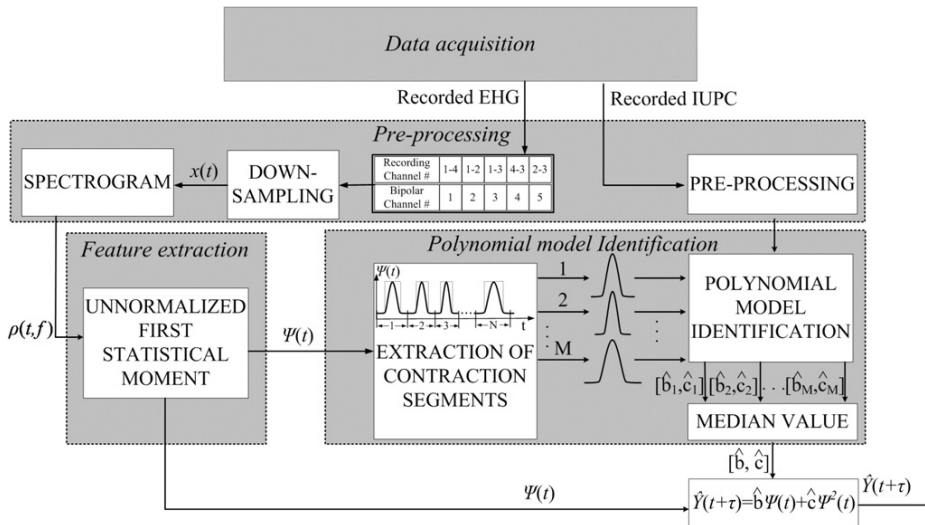 Data acquisition
Recorded EHG
Recorded IUPC
Pre-processing
SPECTROGRAM
x(t)
DOWN-
SAMPLING
Recording Channel # 1-4 1-2 1-3 4-3 2-3
Bipolar Channel # 1 2 3 4 5
PRE-PROCESSING
Feature extraction
ρ(t,f)
UNNORMALIZED
FIRST
STATISTICAL
MOMENT
Ψ(t)
Polynomial model Identification
Ψ(t)
1 2 3 ..... N t
EXTRACTION OF
CONTRACTION
SEGMENTS
1
2
M
POLYNOMIAL
MODEL
IDENTIFICATION
[b̂1,ĉ1] [b̂2,ĉ2] . . . [b̂M,ĉM]
MEDIAN VALUE
[b̂, ĉ]
Ψ(t)
Ŷ(t+τ)=b̂Ψ(t)+ĉΨ²(t)
Ŷ(t+τ)